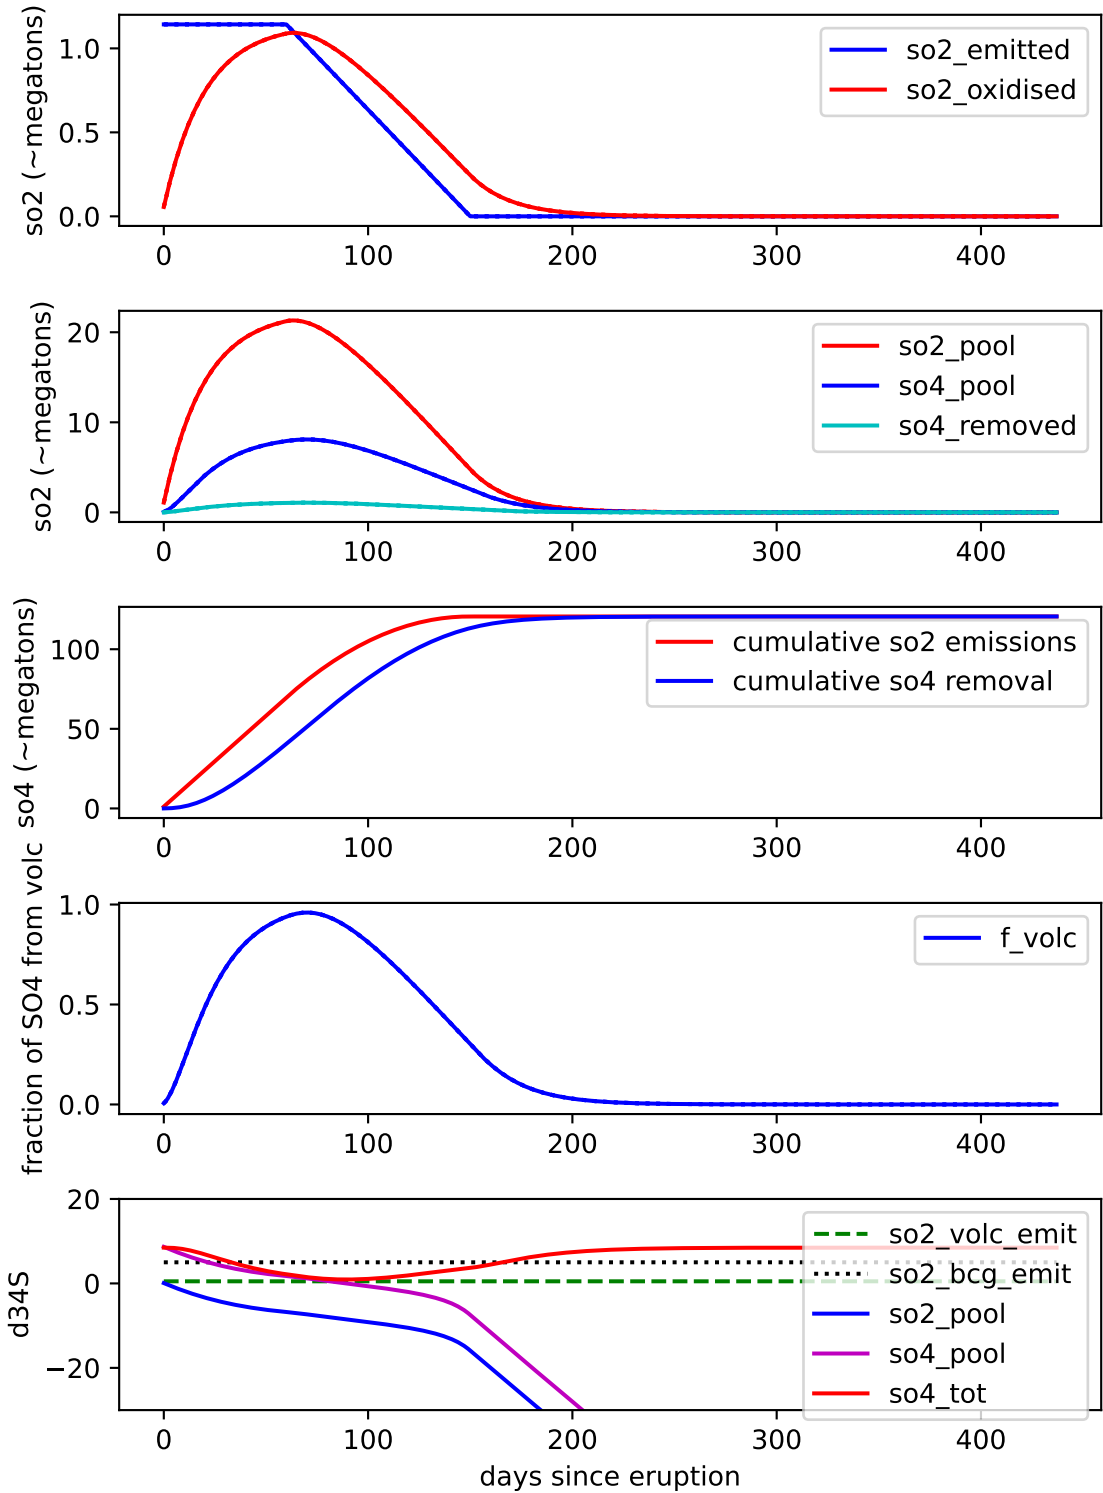 so2 (~megatons)
1.0
0.5
0.0
so2_emitted
so2_oxidised
0 100 200 300 400
so2 (~megatons)
20
10
0
so2_pool
so4_pool
so4_removed
0 100 200 300 400
so4 (~megatons)
100
50
0
cumulative so2 emissions
cumulative so4 removal
0 100 200 300 400
fraction of SO4 from volc
1.0
0.5
0.0
f_volc
0 100 200 300 400
d34S
20
0
−20
so2_volc_emit
so2_bcg_emit
so2_pool
so4_pool
so4_tot
0 100 200 300 400
days since eruption